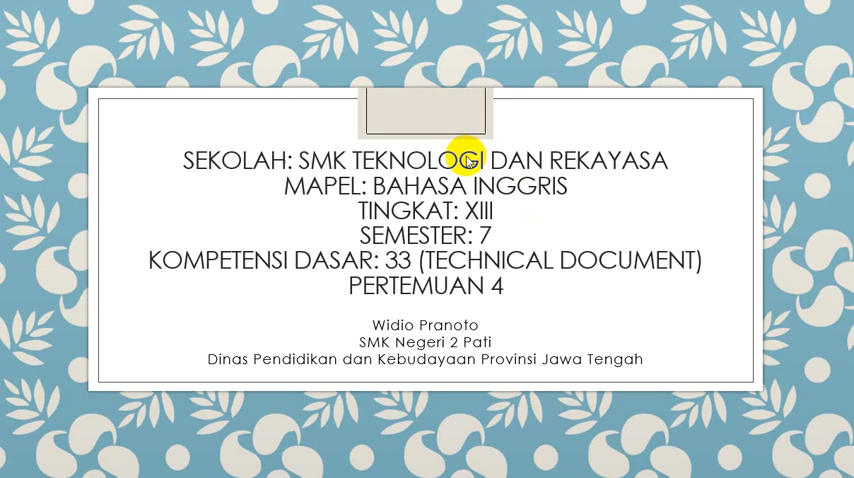 SEKOLAH: SMK TEKNOLOGI DAN REKAYASA
MAPEL: BAHASA INGGRIS
TINGKAT: XIII
SEMESTER: 7
KOMPETENSI DASAR: 33 (TECHNICAL DOCUMENT)
PERTEMUAN 4
Widio Pranoto
SMK Negeri 2 Pati
Dinas Pendidikan dan Kebudayaan Provinsi Jawa Tengah